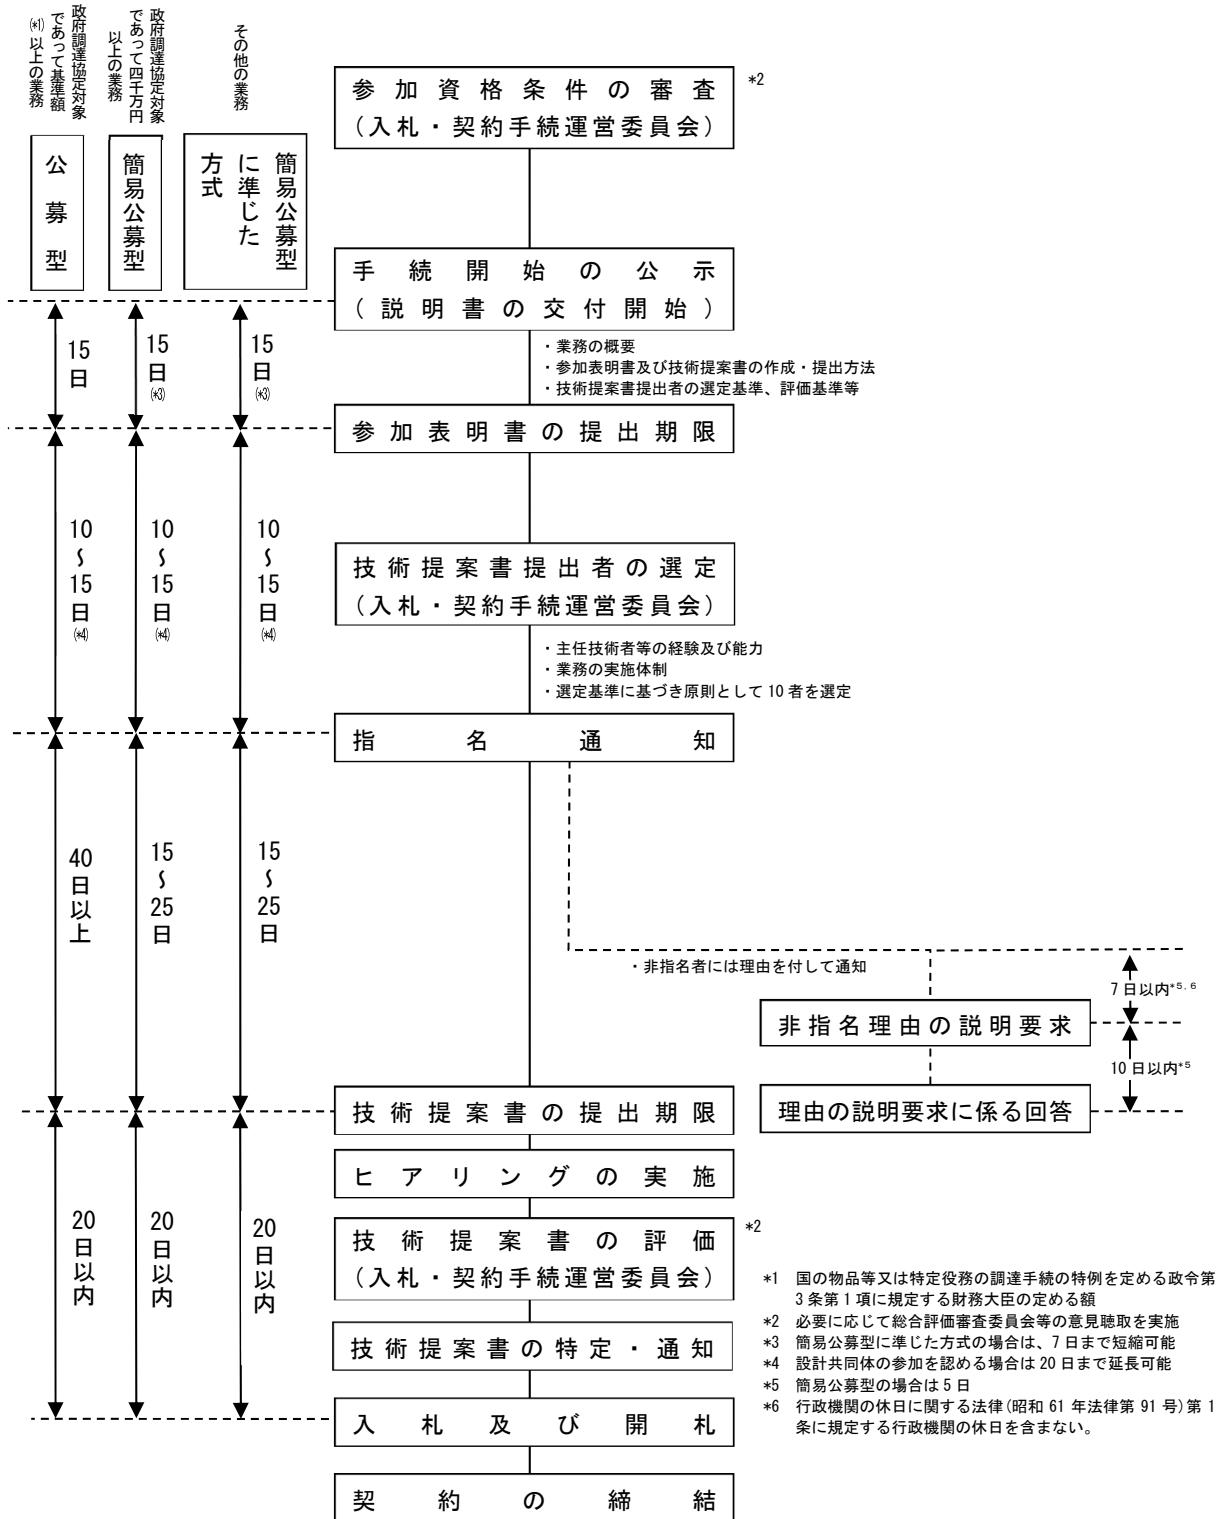 政府調達協定対象
であって基準額
(*1)以上の業務
政府調達協定対象
であって四千万円
以上の業務
その他の業務
公募型
簡易公募型
簡易公募型
に準じた
方式
参加資格条件の審査
(入札・契約手続運営委員会)
*2
手続開始の公示
(説明書の交付開始)
・業務の概要
・参加表明書及び技術提案書の作成・提出方法
・技術提案書提出者の選定基準、評価基準等
15日
15日(*3)
15日(*3)
参加表明書の提出期限
10~15日(*4)
10~15日(*4)
10~15日(*4)
技術提案書提出者の選定
(入札・契約手続運営委員会)
・主任技術者等の経験及び能力
・業務の実施体制
・選定基準に基づき原則として10者を選定
指名通知
40日以上
15~25日
15~25日
・非指名者には理由を付して通知
7日以内*5,6
非指名理由の説明要求
10日以内*5
理由の説明要求に係る回答
技術提案書の提出期限
ヒアリングの実施
20日以内
20日以内
20日以内
技術提案書の評価
(入札・契約手続運営委員会)
*2
技術提案書の特定・通知
入札及び開札
契約の締結
*1 国の物品等又は特定役務の調達手続の特例を定める政令第
3条第1項に規定する財務大臣の定める額
*2 必要に応じて総合評価審査委員会等の意見聴取を実施
*3 簡易公募型に準じた方式の場合は、7日まで短縮可能
*4 設計共同体の参加を認める場合は20日まで延長可能
*5 簡易公募型の場合は5日
*6 行政機関の休日に関する法律(昭和61年法律第91号)第1
条に規定する行政機関の休日を含まない。